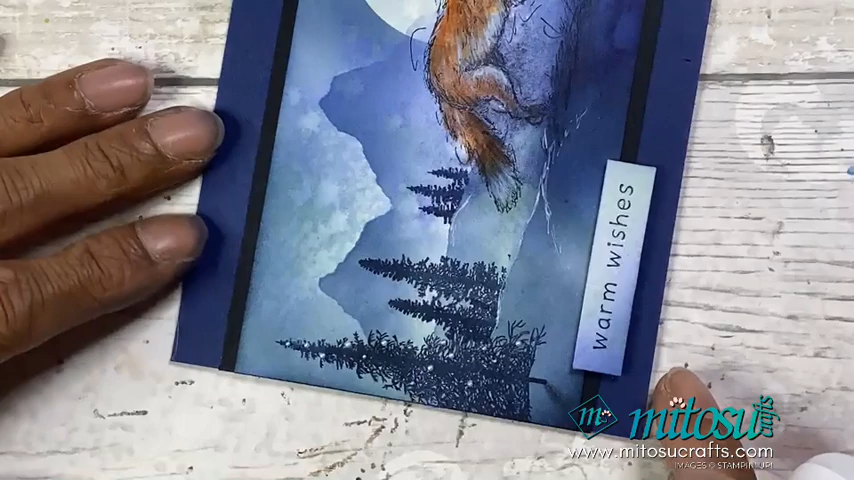 warm wishes
m
mitosu crafts
www.mitosucrafts.com
IMAGES © STAMPIN' UP!